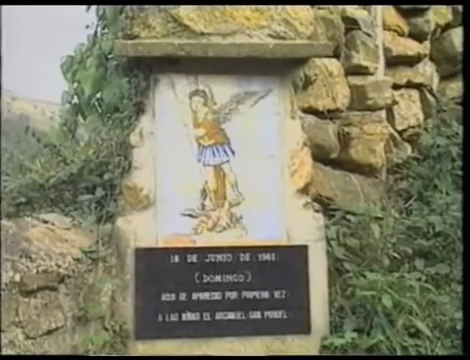 18 DE JUNIO DE 1961
(DOMINGO)
AQUI SE APARECIO POR PRIMERA VEZ
A LAS NIÑAS EL ARCANGEL SAN MIGUEL